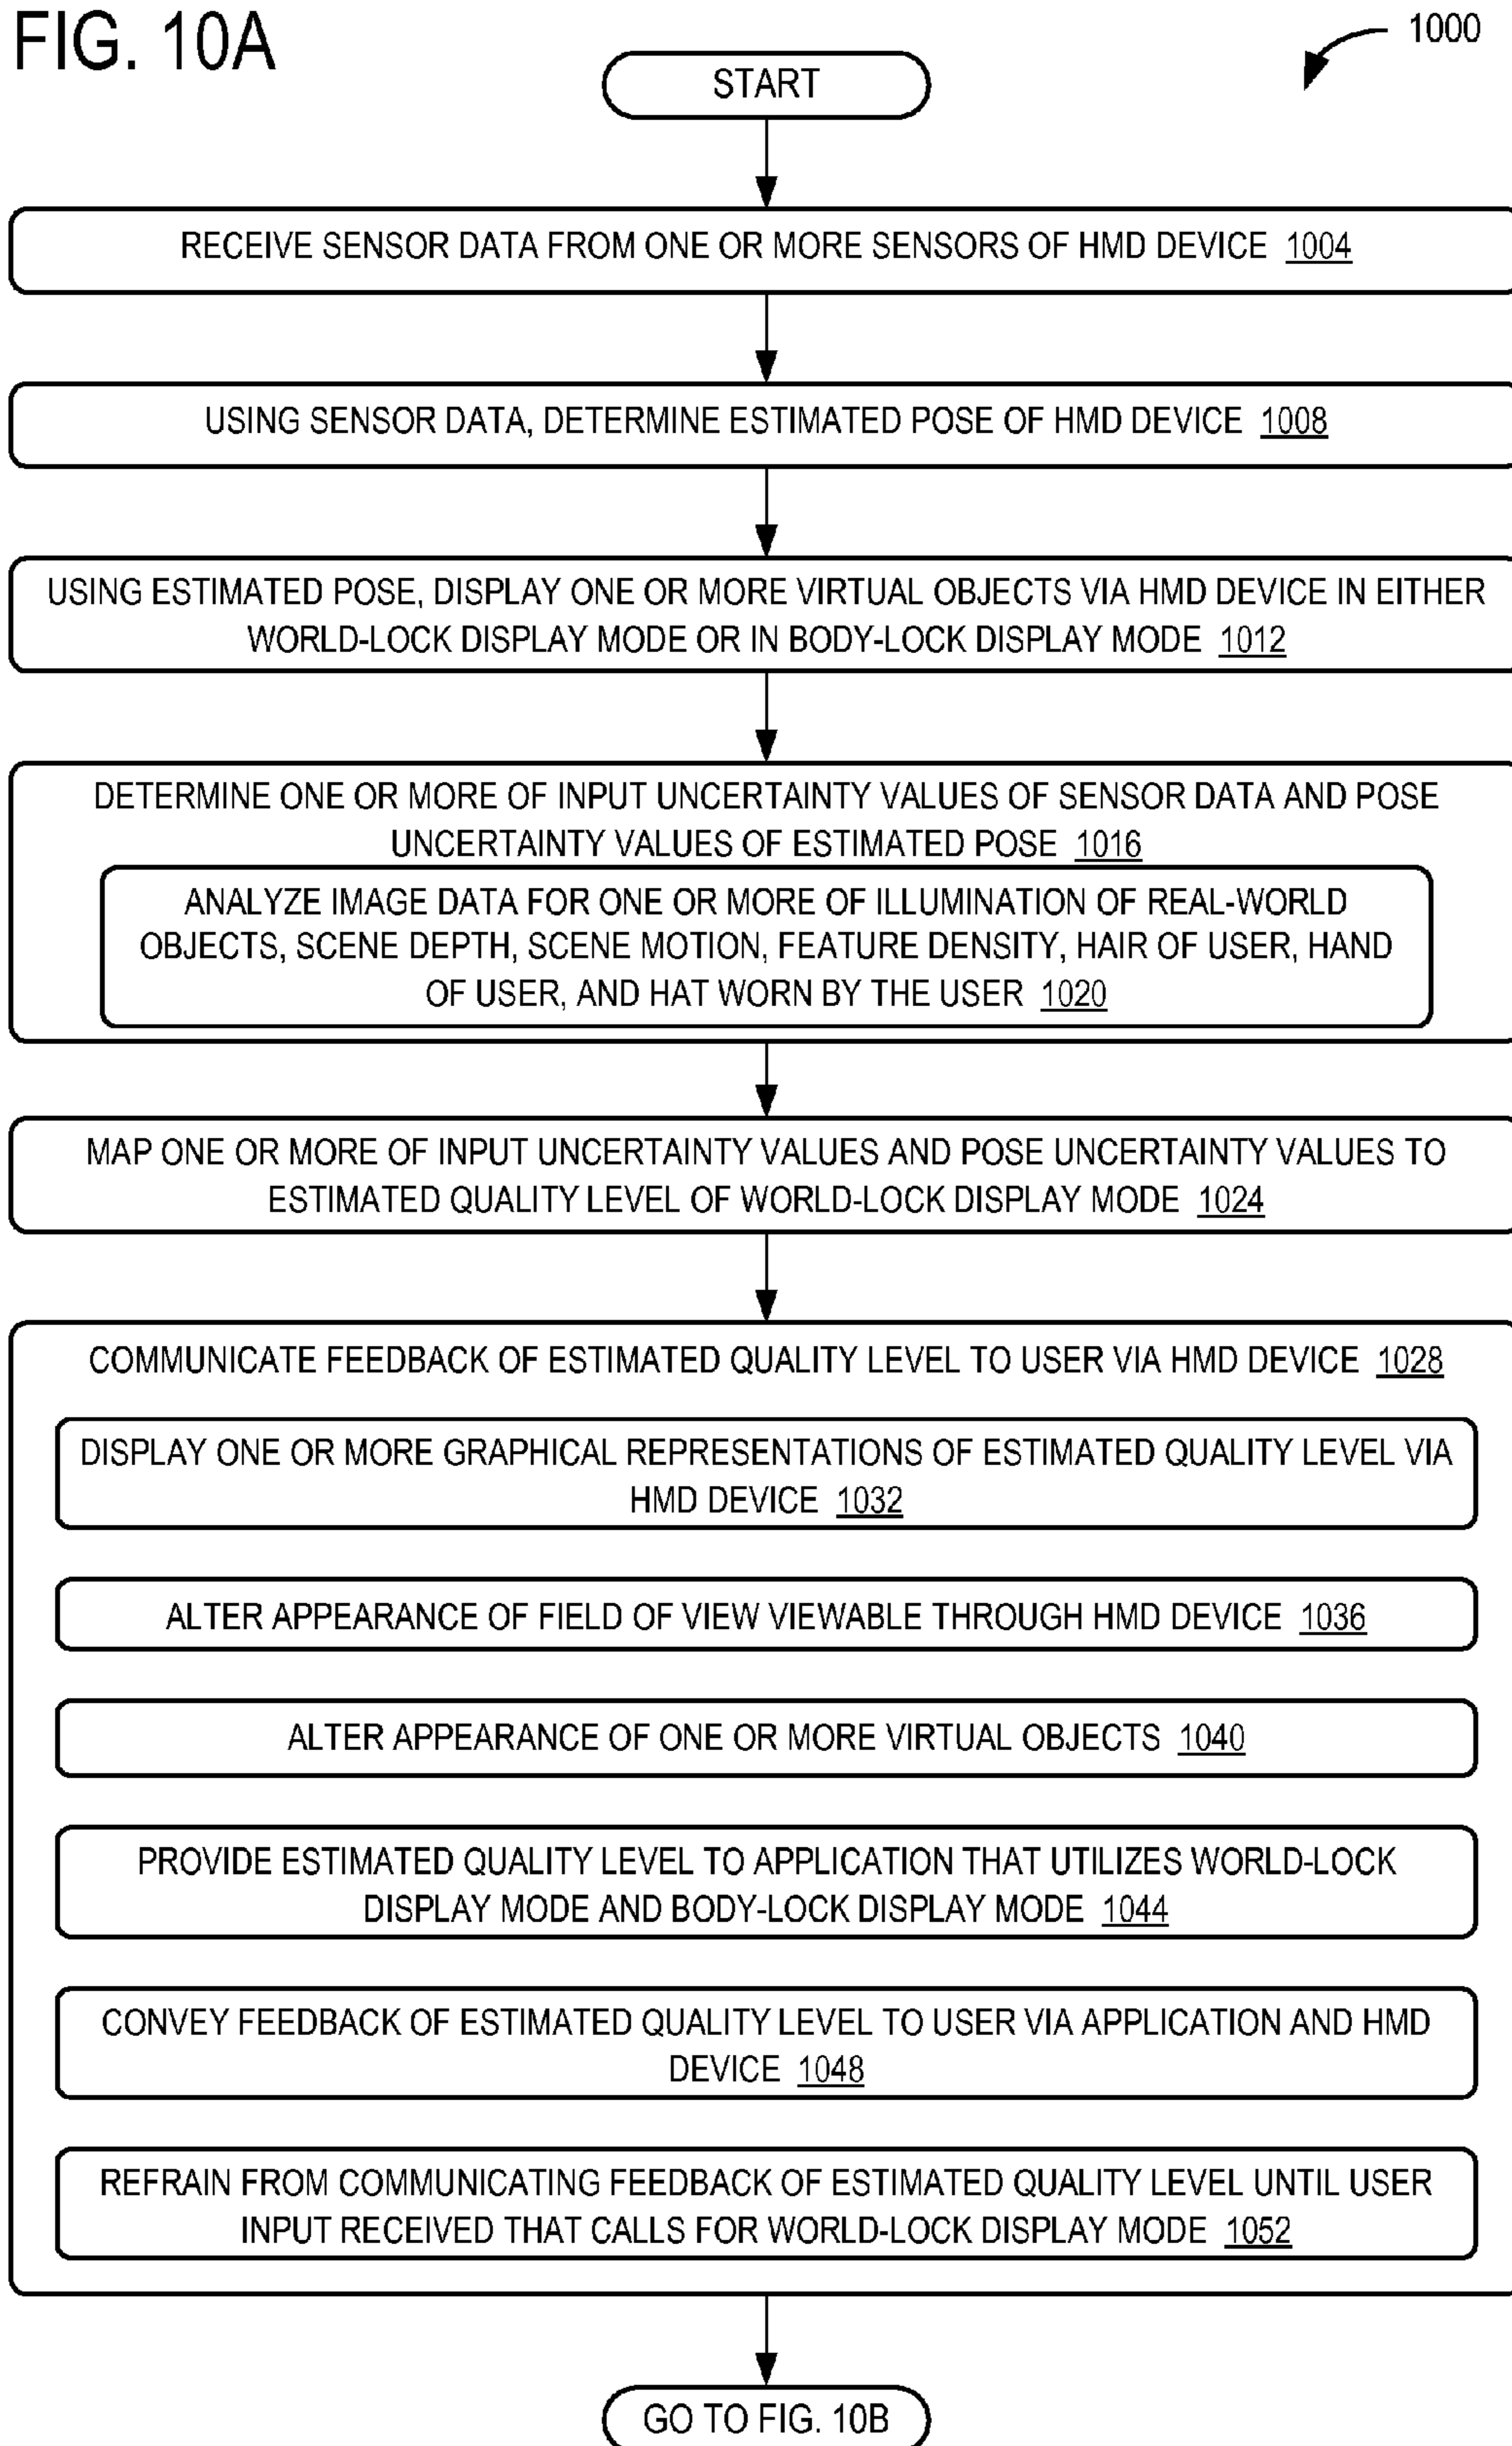 FIG. 10A
1000
START
RECEIVE SENSOR DATA FROM ONE OR MORE SENSORS OF HMD DEVICE 1004
USING SENSOR DATA, DETERMINE ESTIMATED POSE OF HMD DEVICE 1008
USING ESTIMATED POSE, DISPLAY ONE OR MORE VIRTUAL OBJECTS VIA HMD DEVICE IN EITHER
WORLD-LOCK DISPLAY MODE OR IN BODY-LOCK DISPLAY MODE 1012
DETERMINE ONE OR MORE OF INPUT UNCERTAINTY VALUES OF SENSOR DATA AND POSE
UNCERTAINTY VALUES OF ESTIMATED POSE 1016
ANALYZE IMAGE DATA FOR ONE OR MORE OF ILLUMINATION OF REAL-WORLD
OBJECTS, SCENE DEPTH, SCENE MOTION, FEATURE DENSITY, HAIR OF USER, HAND
OF USER, AND HAT WORN BY THE USER 1020
MAP ONE OR MORE OF INPUT UNCERTAINTY VALUES AND POSE UNCERTAINTY VALUES TO
ESTIMATED QUALITY LEVEL OF WORLD-LOCK DISPLAY MODE 1024
COMMUNICATE FEEDBACK OF ESTIMATED QUALITY LEVEL TO USER VIA HMD DEVICE 1028
DISPLAY ONE OR MORE GRAPHICAL REPRESENTATIONS OF ESTIMATED QUALITY LEVEL VIA
HMD DEVICE 1032
ALTER APPEARANCE OF FIELD OF VIEW VIEWABLE THROUGH HMD DEVICE 1036
ALTER APPEARANCE OF ONE OR MORE VIRTUAL OBJECTS 1040
PROVIDE ESTIMATED QUALITY LEVEL TO APPLICATION THAT UTILIZES WORLD-LOCK
DISPLAY MODE AND BODY-LOCK DISPLAY MODE 1044
CONVEY FEEDBACK OF ESTIMATED QUALITY LEVEL TO USER VIA APPLICATION AND HMD
DEVICE 1048
REFRAIN FROM COMMUNICATING FEEDBACK OF ESTIMATED QUALITY LEVEL UNTIL USER
INPUT RECEIVED THAT CALLS FOR WORLD-LOCK DISPLAY MODE 1052
GO TO FIG. 10B